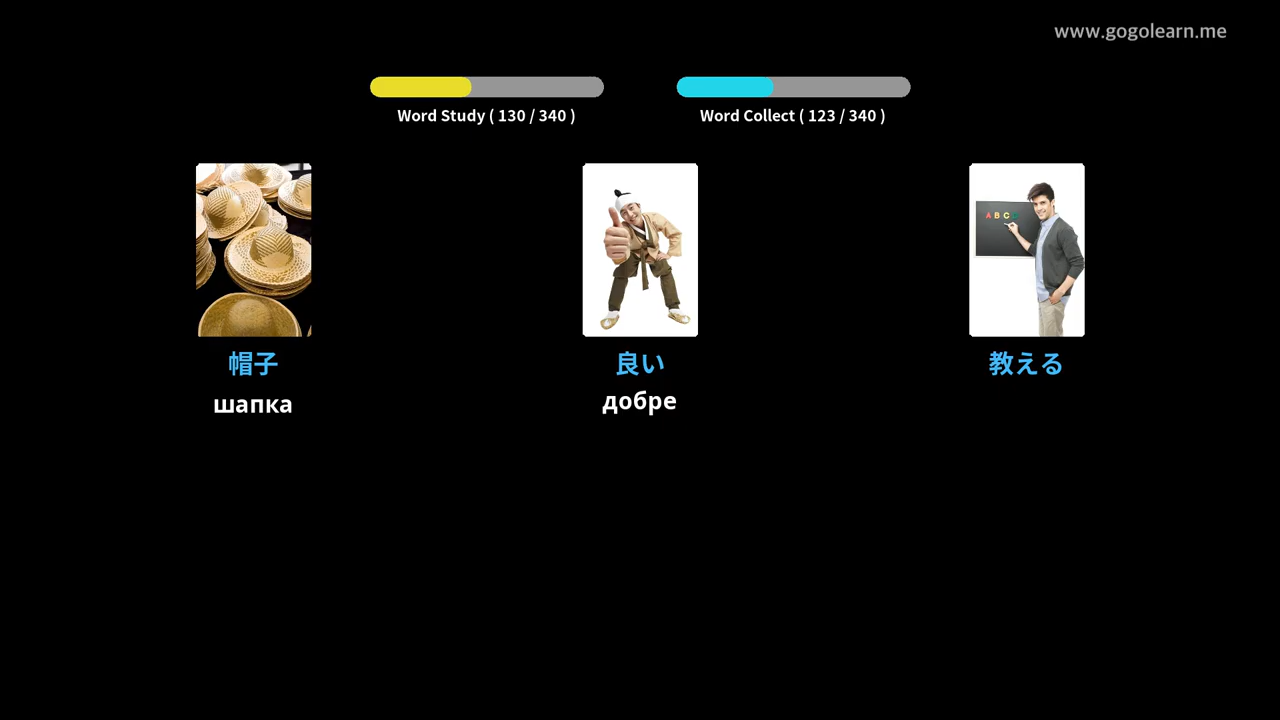 www.gogolearn.me
Word Study ( 130 / 340 )
Word Collect ( 123 / 340 )
A B C
帽子
良い
教える
шапка
добре